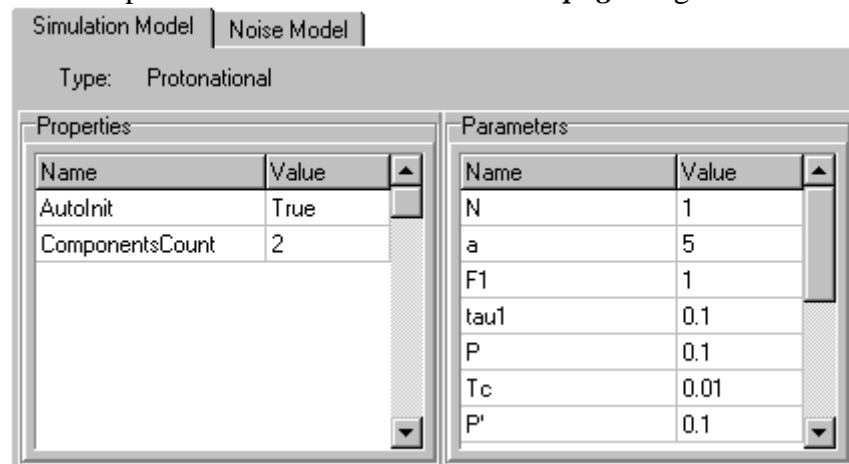 Simulation Model Noise Model
Type: Protonational
Properties Parameters
Name Value Name Value
AutoInit True N 1
ComponentsCount 2 a 5
F1 1
tau1 0.1
P 0.1
Tc 0.01
P' 0.1